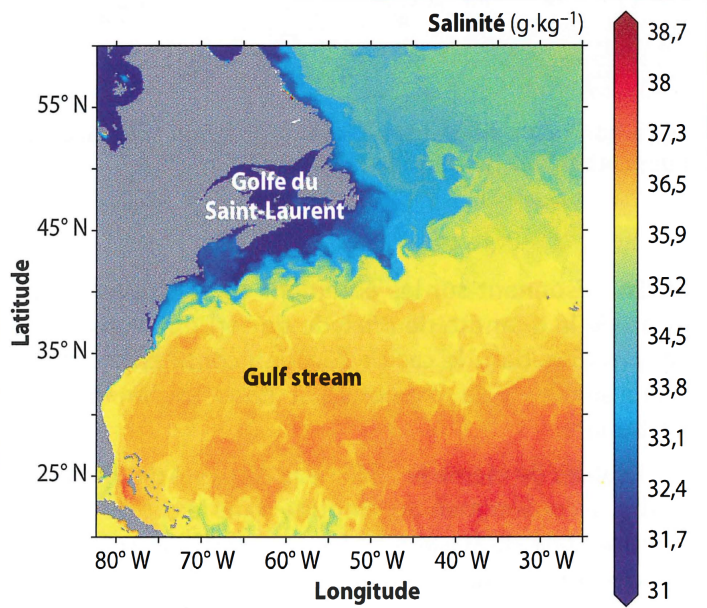 Salinité (g·kg⁻¹)
38,7
38
37,3
36,5
35,9
35,2
34,5
33,8
33,1
32,4
31,7
31
Latitude
55° N
45° N
35° N
25° N
Golfe du
Saint-Laurent
Gulf stream
80° W 70° W 60° W 50° W 40° W 30° W
Longitude